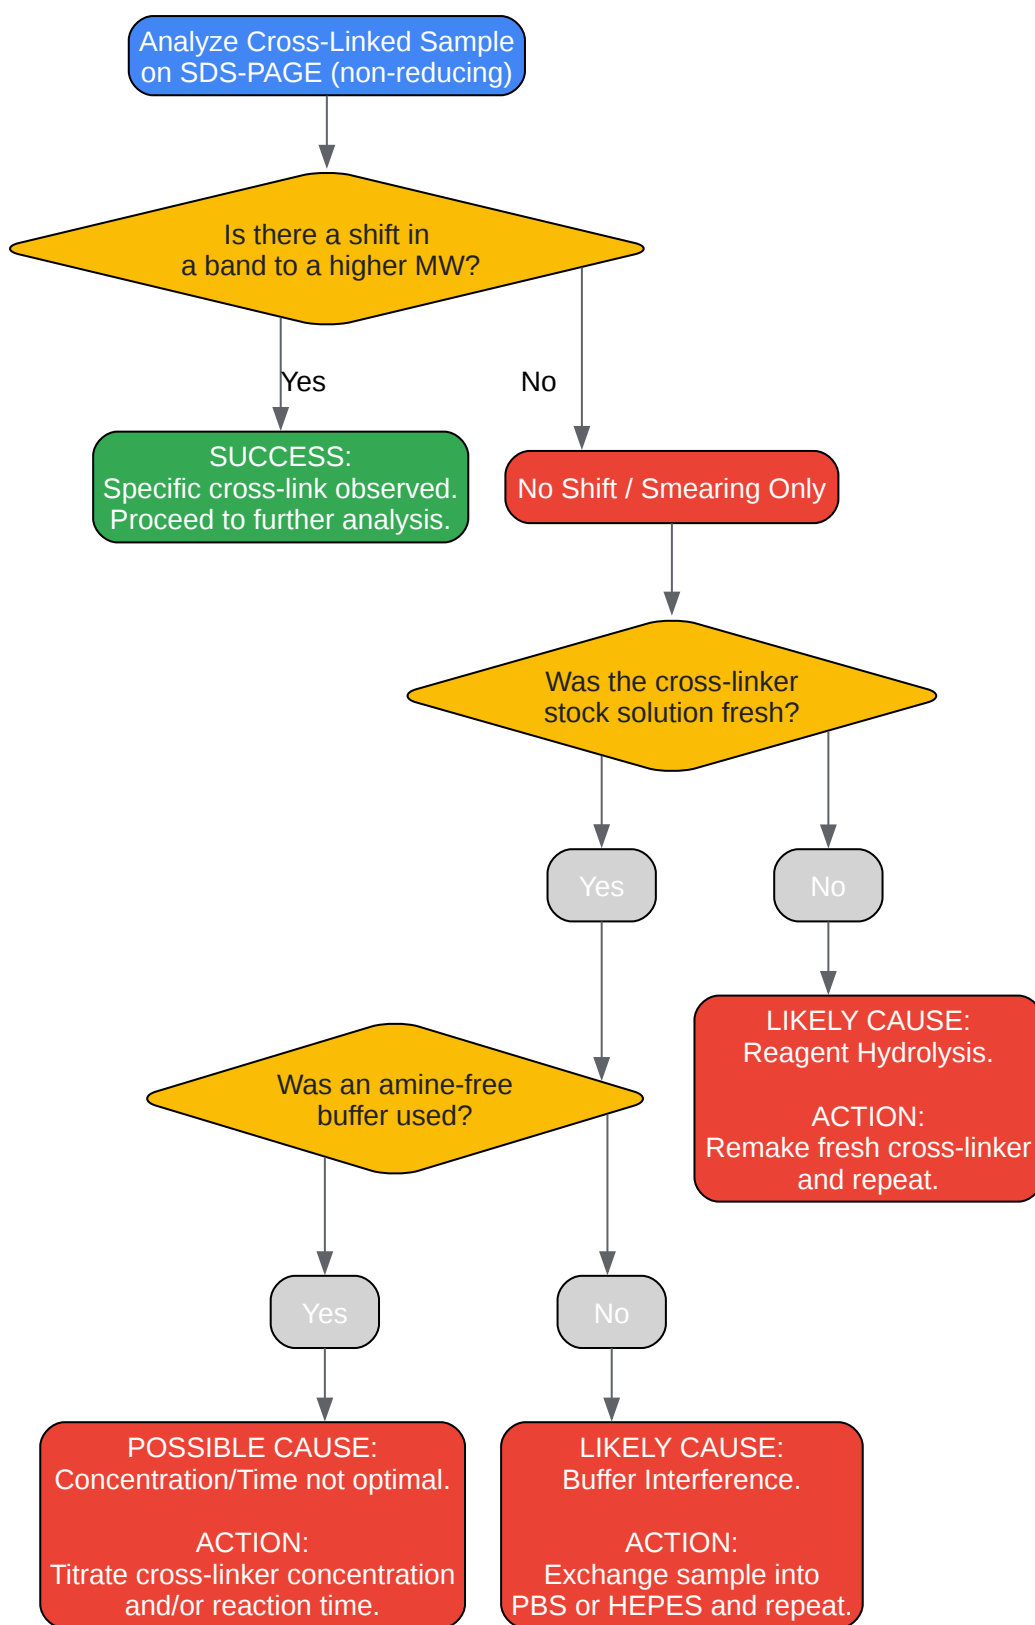 Analyze Cross-Linked Sample
on SDS-PAGE (non-reducing)
Is there a shift in
a band to a higher MW?
Yes
No
SUCCESS:
Specific cross-link observed.
Proceed to further analysis.
No Shift / Smearing Only
Was the cross-linker
stock solution fresh?
Yes
No
LIKELY CAUSE:
Reagent Hydrolysis.
ACTION:
Remake fresh cross-linker
and repeat.
Was an amine-free
buffer used?
Yes
No
POSSIBLE CAUSE:
Concentration/Time not optimal.
ACTION:
Titrate cross-linker concentration
and/or reaction time.
LIKELY CAUSE:
Buffer Interference.
ACTION:
Exchange sample into
PBS or HEPES and repeat.